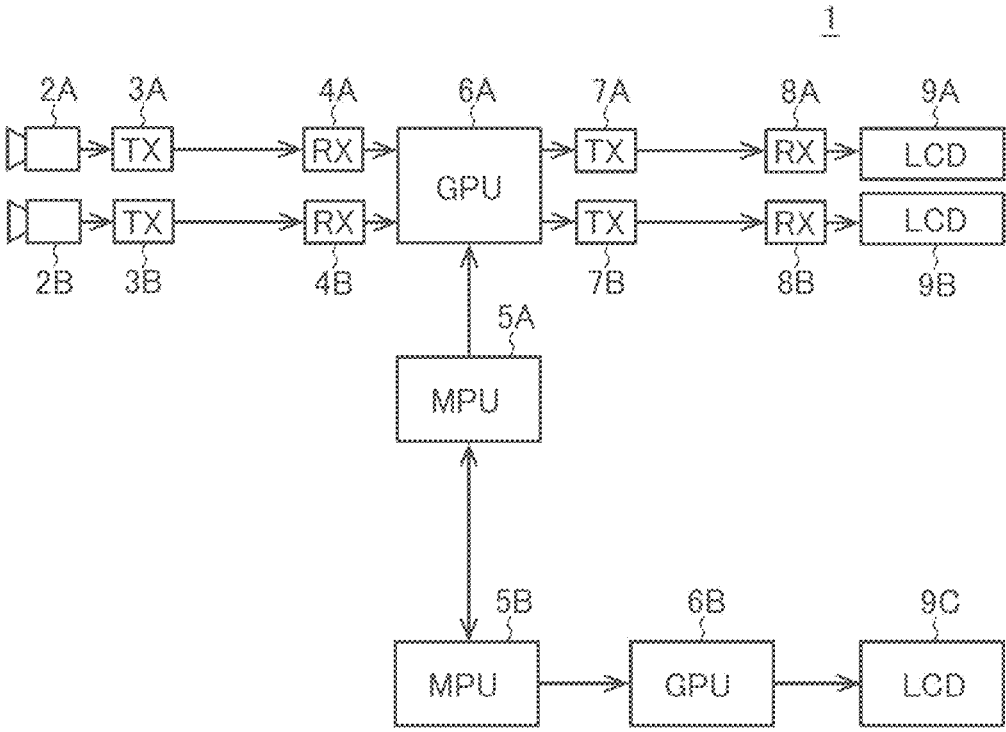 1
2A 3A 4A 6A 7A 8A 9A
TX RX GPU TX RX LCD
TX RX TX RX LCD
2B 3B 4B 7B 8B 9B
5A
MPU
5B 6B 9C
MPU GPU LCD